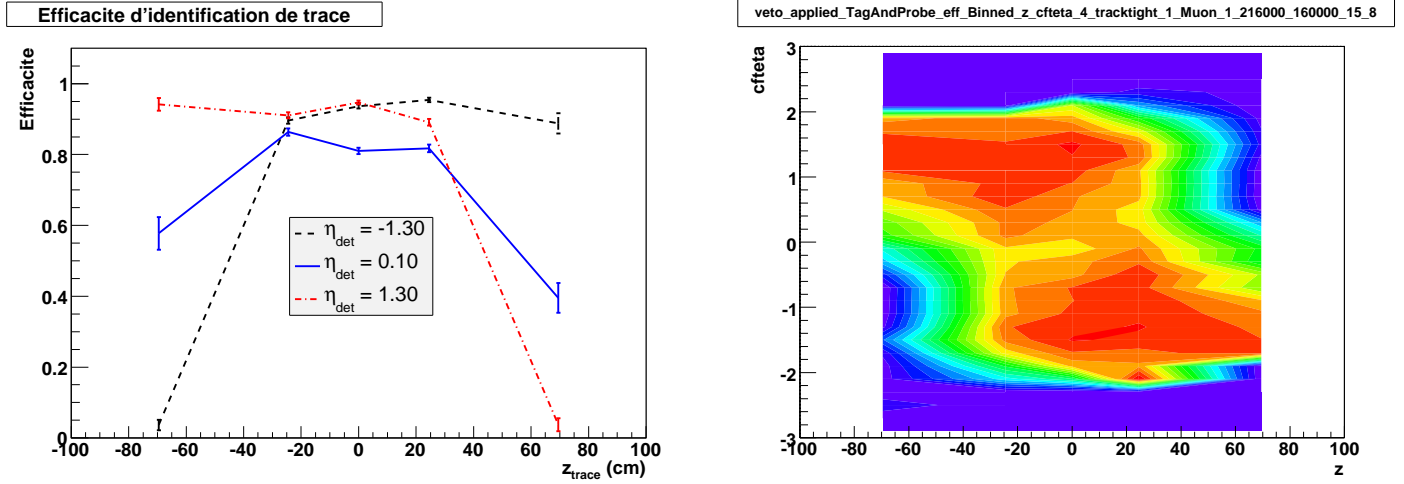 Efficacite d'identification de trace
Efficacite
1
0.8
0.6
0.4
0.2
0
-100 -80 -60 -40 -20 0 20 40 60 80 100
z_trace (cm)
η_det = -1.30
η_det = 0.10
η_det = 1.30
veto_applied_TagAndProbe_eff_Binned_z_cfteta_4_tracktight_1_Muon_1_216000_160000_15_8
cfteta
3
2
1
0
-1
-2
-3
-100 -80 -60 -40 -20 0 20 40 60 80 100
z